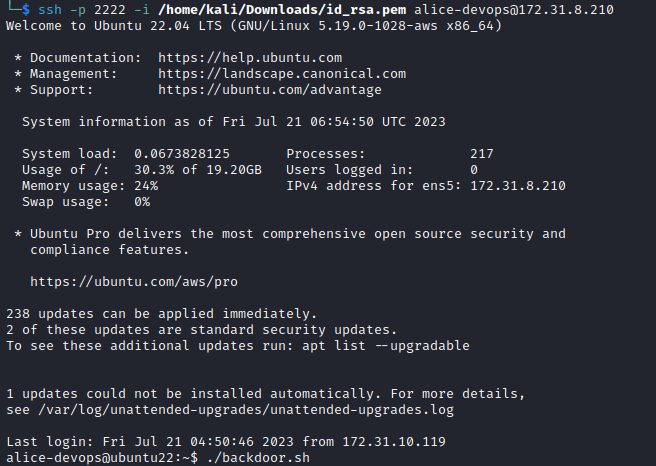 └─$ ssh -p 2222 -i /home/kali/Downloads/id_rsa.pem alice-devops@172.31.8.210
Welcome to Ubuntu 22.04 LTS (GNU/Linux 5.19.0-1028-aws x86_64)
* Documentation:  https://help.ubuntu.com
* Management:     https://landscape.canonical.com
* Support:        https://ubuntu.com/advantage
System information as of Fri Jul 21 06:54:50 UTC 2023
System load:  0.0673828125       Processes:             217
Usage of /:   30.3% of 19.20GB   Users logged in:       0
Memory usage: 24%                IPv4 address for ens5: 172.31.8.210
Swap usage:   0%
* Ubuntu Pro delivers the most comprehensive open source security and
compliance features.
https://ubuntu.com/aws/pro
238 updates can be applied immediately.
2 of these updates are standard security updates.
To see these additional updates run: apt list --upgradable
1 updates could not be installed automatically. For more details,
see /var/log/unattended-upgrades/unattended-upgrades.log
Last login: Fri Jul 21 04:50:46 2023 from 172.31.10.119
alice-devops@ubuntu22:~$ ./backdoor.sh